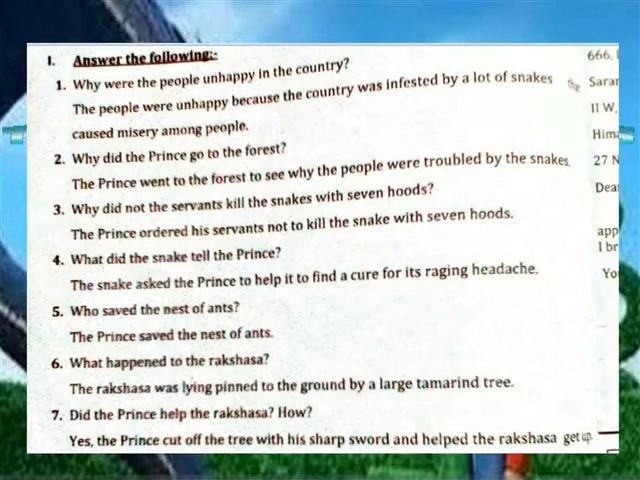 I. Answer the following:-
1. Why were the people unhappy in the country?
The people were unhappy because the country was infested by a lot of snakes
caused misery among people.
2. Why did the Prince go to the forest?
The Prince went to the forest to see why the people were troubled by the snakes.
3. Why did not the servants kill the snakes with seven hoods?
The Prince ordered his servants not to kill the snake with seven hoods.
4. What did the snake tell the Prince?
The snake asked the Prince to help it to find a cure for its raging headache.
5. Who saved the nest of ants?
The Prince saved the nest of ants.
6. What happened to the rakshasa?
The rakshasa was lying pinned to the ground by a large tamarind tree.
7. Did the Prince help the rakshasa? How?
Yes, the Prince cut off the tree with his sharp sword and helped the rakshasa get up.
666,
II W,
27 N
app
I br